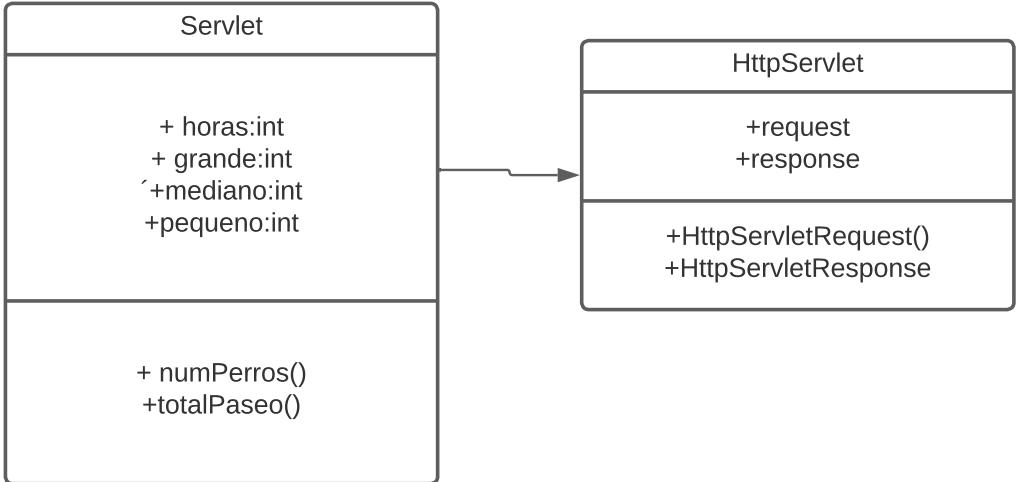 Servlet
+ horas:int
+ grande:int
´+mediano:int
+pequeno:int
+ numPerros()
+totalPaseo()
HttpServlet
+request
+response
+HttpServletRequest()
+HttpServletResponse